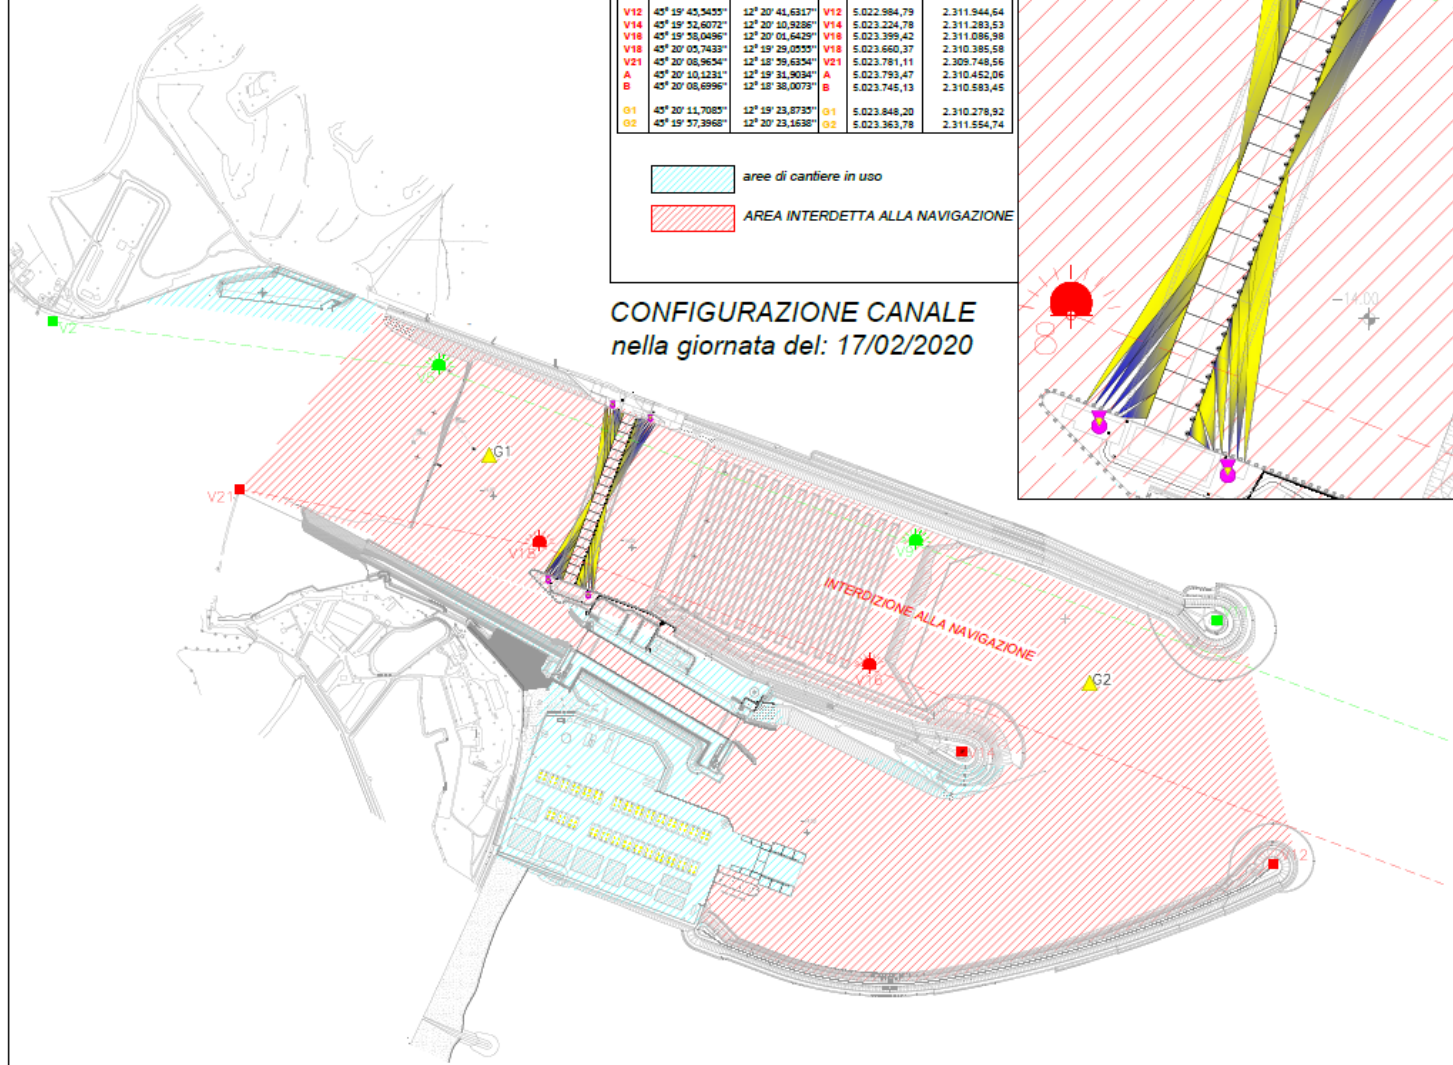 V12 45° 19' 45,5455" 12° 20' 41,6317" V12 5.022.984,79 2.311.944,64
V14 45° 19' 52,6072" 12° 20' 10,9286" V14 5.023.224,78 2.311.283,53
V16 45° 19' 58,0496" 12° 20' 01,6429" V16 5.023.399,42 2.311.086,98
V18 45° 20' 05,7433" 12° 19' 29,0555" V18 5.023.660,37 2.310.385,58
V21 45° 20' 08,9654" 12° 18' 59,6354" V21 5.023.781,11 2.309.748,56
A 45° 20' 10,1231" 12° 19' 31,9034" A 5.023.793,47 2.310.452,06
B 45° 20' 08,6996" 12° 18' 38,0073" B 5.023.745,13 2.310.583,45
G1 45° 20' 11,7085" 12° 19' 23,8735" G1 5.023.848,20 2.310.278,92
G2 45° 19' 57,3968" 12° 20' 23,1638" G2 5.023.363,78 2.311.554,74
aree di cantiere in uso
AREA INTERDETTA ALLA NAVIGAZIONE
CONFIGURAZIONE CANALE
nella giornata del: 17/02/2020
-14.00
V2
G1
V21
V18
V9
INTERDIZIONE ALLA NAVIGAZIONE
V16
G2